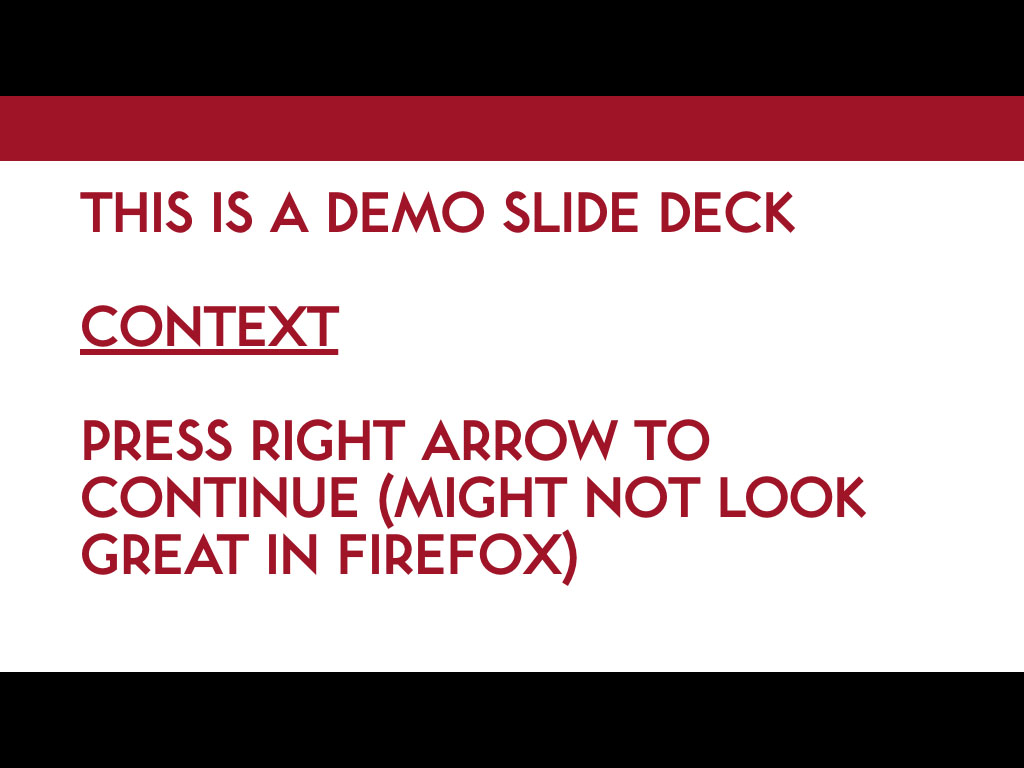 THIS IS A DEMO SLIDE DECK
CONTEXT
PRESS RIGHT ARROW TO
CONTINUE (MIGHT NOT LOOK
GREAT IN FIREFOX)